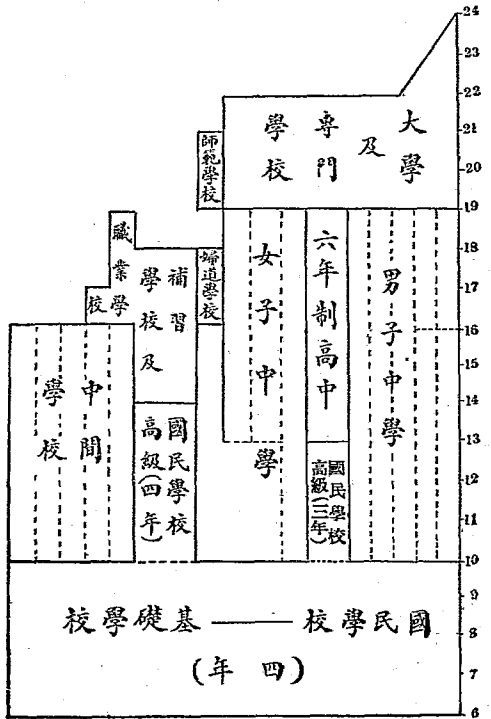 24
23
22
21
20
19
18
17
16
15
14
13
12
11
10
9
8
7
6
大學
及
專門
學校
師範學校
男子中學
六年制高中
國民學校
高級(三年)
女子中學
婦道學校
補習
學校及
職業學
校
國民學校
高級(四年)
中間
學校
國民學校——基礎學校
(四年)